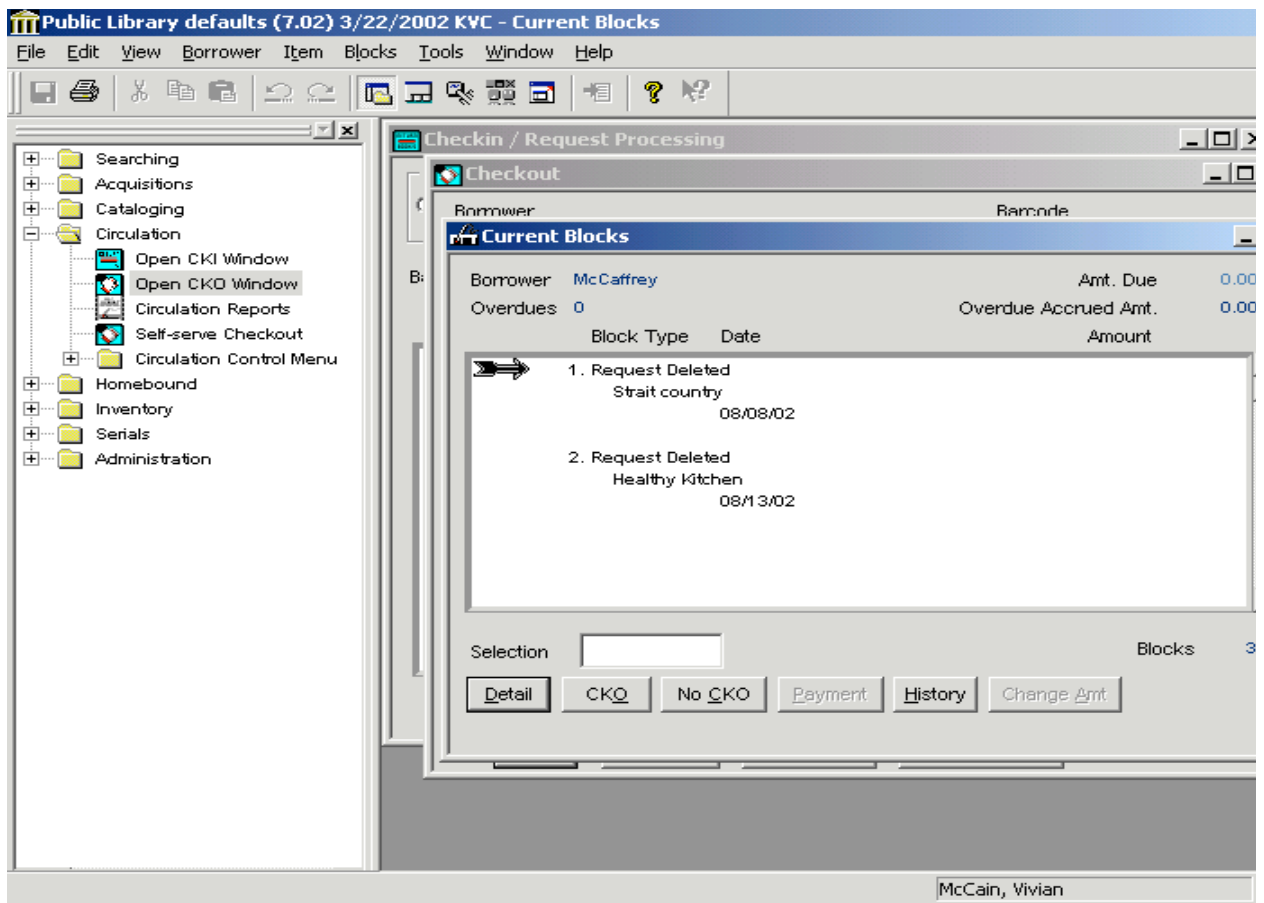 Public Library defaults (7.02) 3/22/2002 KVC - Current Blocks
File Edit View Borrower Item Blocks Tools Window Help
Searching
Acquisitions
Cataloging
Circulation
Open CKI Window
Open CKO Window
Circulation Reports
Self-serve Checkout
Circulation Control Menu
Homebound
Inventory
Serials
Administration
Checkin / Request Processing
Checkout
Borrower Barcode
Current Blocks
Borrower McCaffrey Amt. Due 0.00
Overdues 0 Overdue Accrued Amt. 0.00
Block Type Date Amount
1. Request Deleted
Strait country
08/08/02
2. Request Deleted
Healthy Kitchen
08/13/02
Selection Blocks 3
Detail CKO No CKO Payment History Change Amt
McCain, Vivian